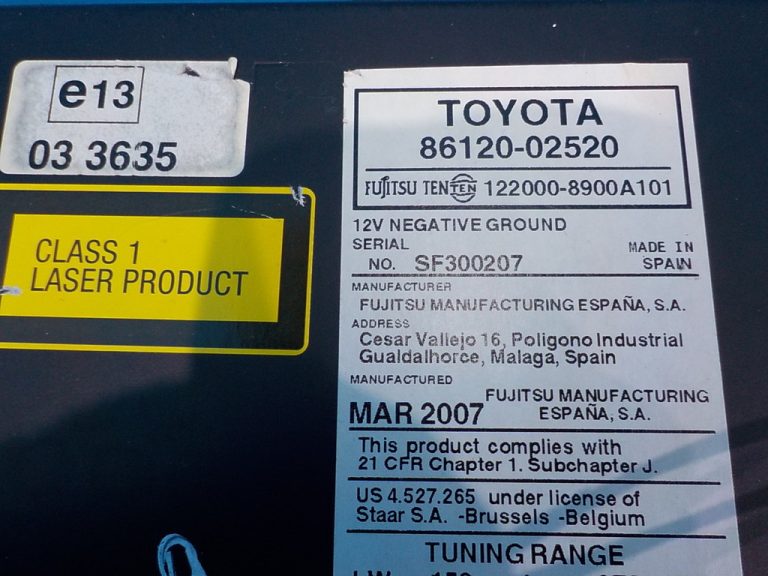 e13
03 3635
CLASS 1
LASER PRODUCT
TOYOTA
86120-02520
FUJITSU TEN TEN 122000-8900A101
12V NEGATIVE GROUND
SERIAL
NO. SF300207
MADE IN
SPAIN
MANUFACTURER
FUJITSU MANUFACTURING ESPAÑA, S.A.
ADDRESS
Cesar Vallejo 16, Poligono Industrial
Gualdalhorce, Malaga, Spain
MANUFACTURED
MAR 2007
FUJITSU MANUFACTURING
ESPAÑA, S.A.
This product complies with
21 CFR Chapter 1. Subchapter J.
US 4.527.265 under license of
Staar S.A. -Brussels -Belgium
TUNING RANGE